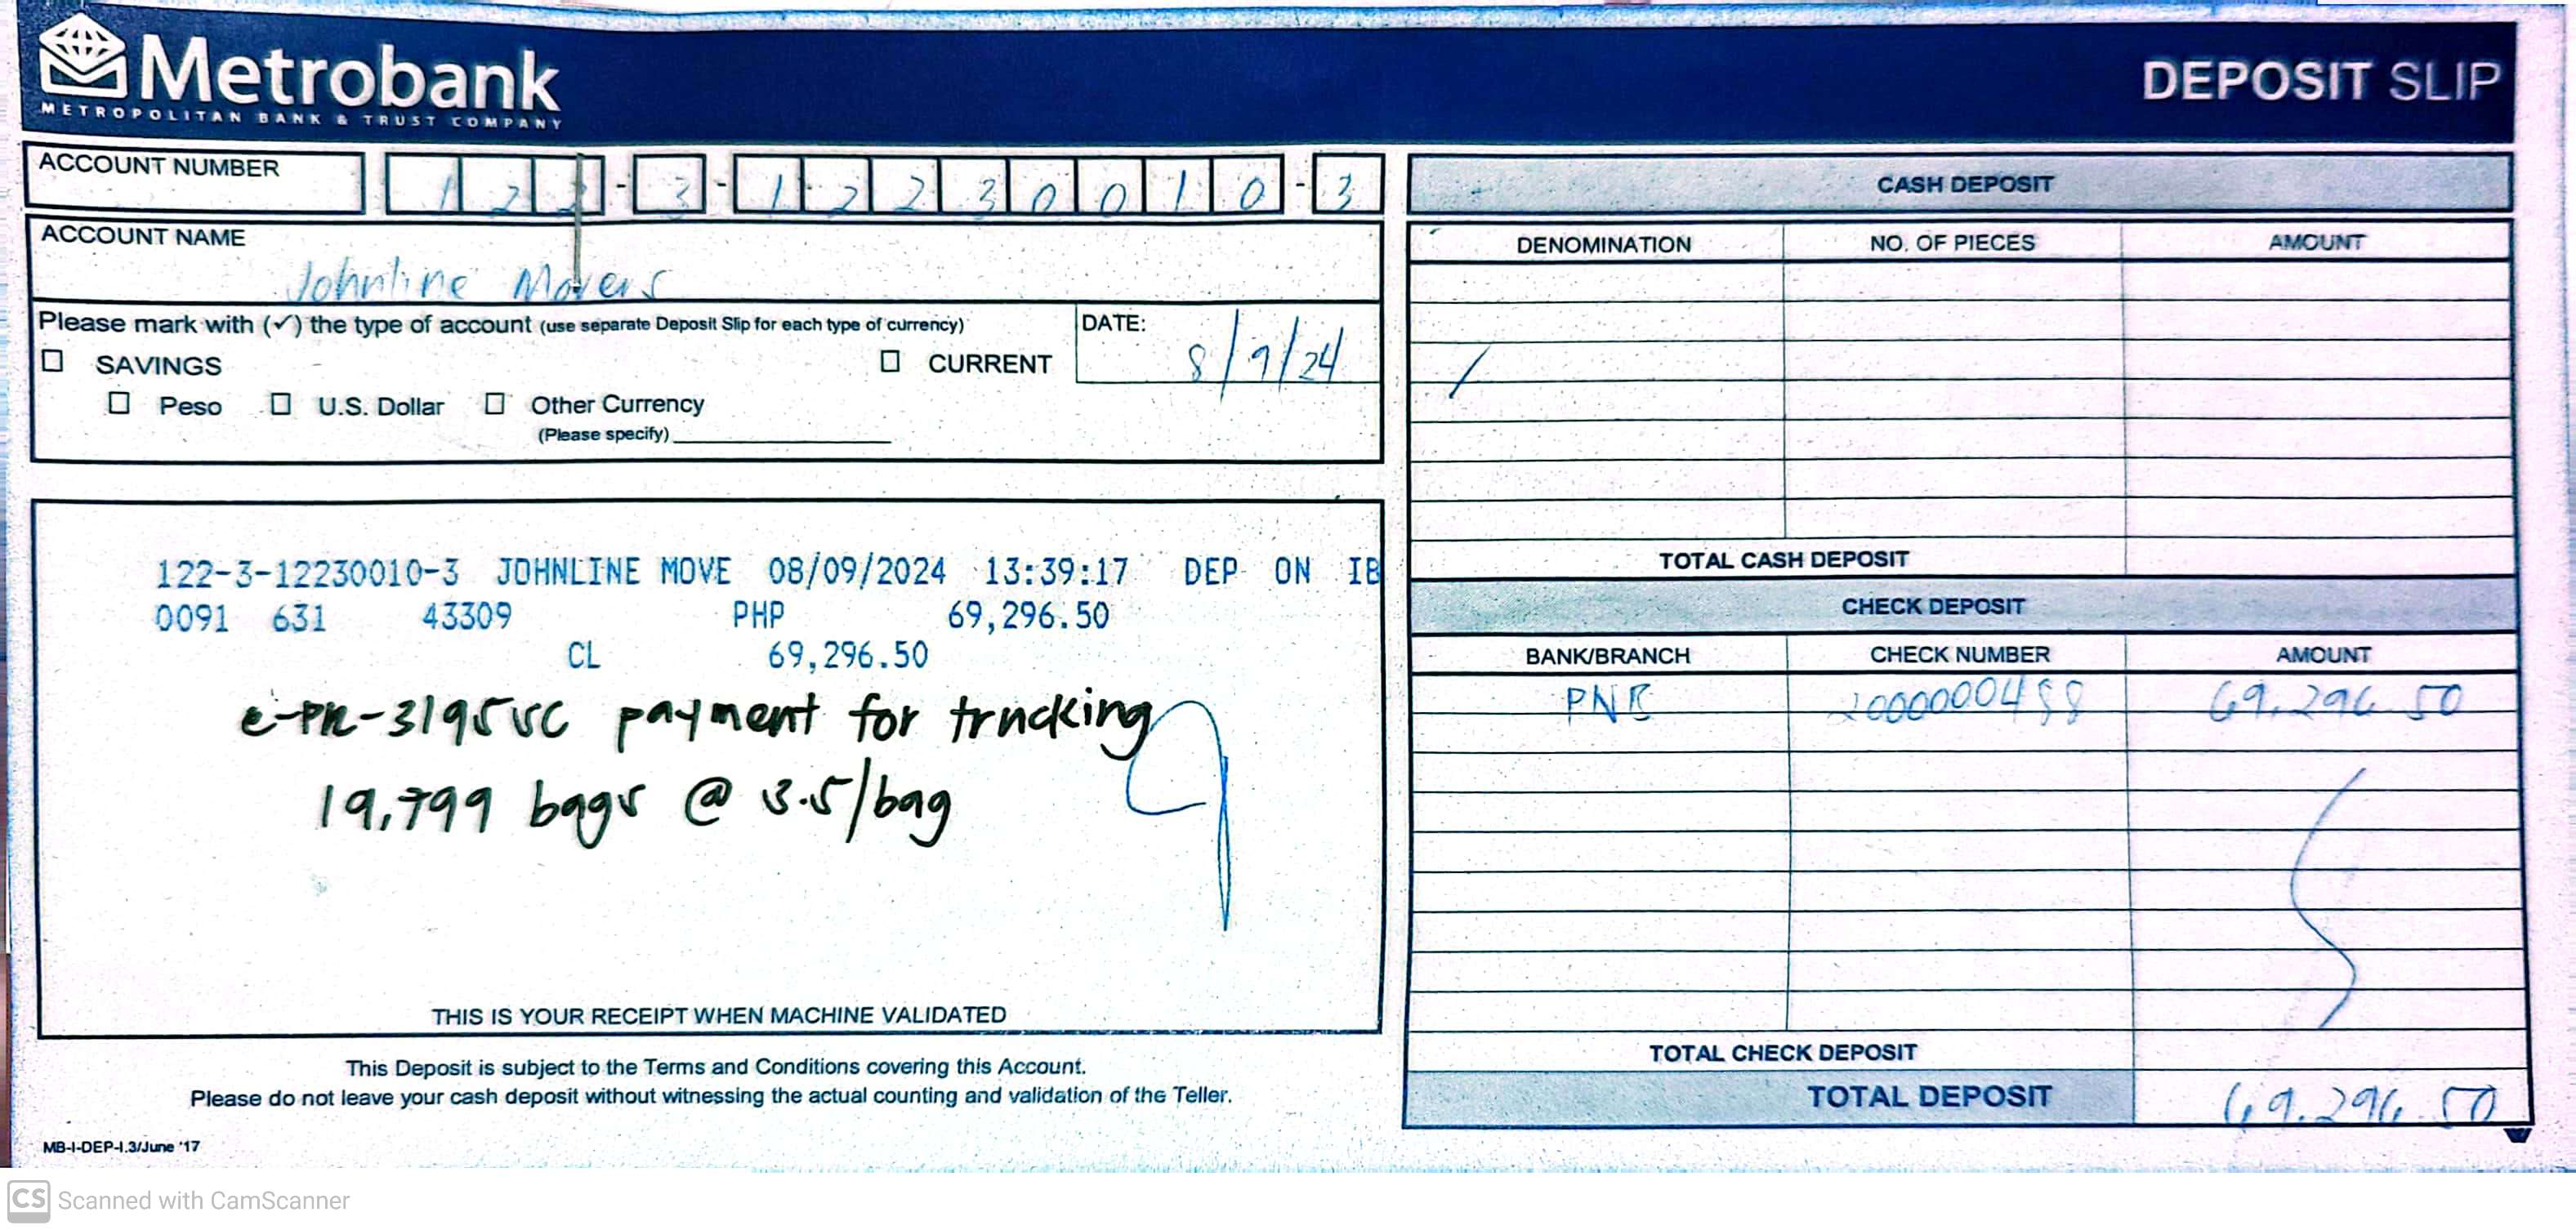 Metrobank
METROPOLITAN BANK & TRUST COMPANY
DEPOSIT SLIP
ACCOUNT NUMBER 1 2 2 - 3 - 1 2 2 3 0 0 1 0 - 3
ACCOUNT NAME
Johnline Movers
Please mark with (✓) the type of account (use separate Deposit Slip for each type of currency)
DATE:
8/9/24
☐ SAVINGS ☐ CURRENT
☐ Peso ☐ U.S. Dollar ☐ Other Currency
(Please specify)
122-3-12230010-3 JOHNLINE MOVE 08/09/2024 13:39:17 DEP ON IB
0091 631 43309 PHP 69,296.50
CL 69,296.50
payment for trucking
19,799 bags @ 3.5/bag
THIS IS YOUR RECEIPT WHEN MACHINE VALIDATED
This Deposit is subject to the Terms and Conditions covering this Account.
Please do not leave your cash deposit without witnessing the actual counting and validation of the Teller.
MB-I-DEP-I.3/June '17
CASH DEPOSIT
DENOMINATION NO. OF PIECES AMOUNT
TOTAL CASH DEPOSIT
CHECK DEPOSIT
BANK/BRANCH CHECK NUMBER AMOUNT
PNB 69,296.50
TOTAL CHECK DEPOSIT
TOTAL DEPOSIT 69,296.50
CS Scanned with CamScanner